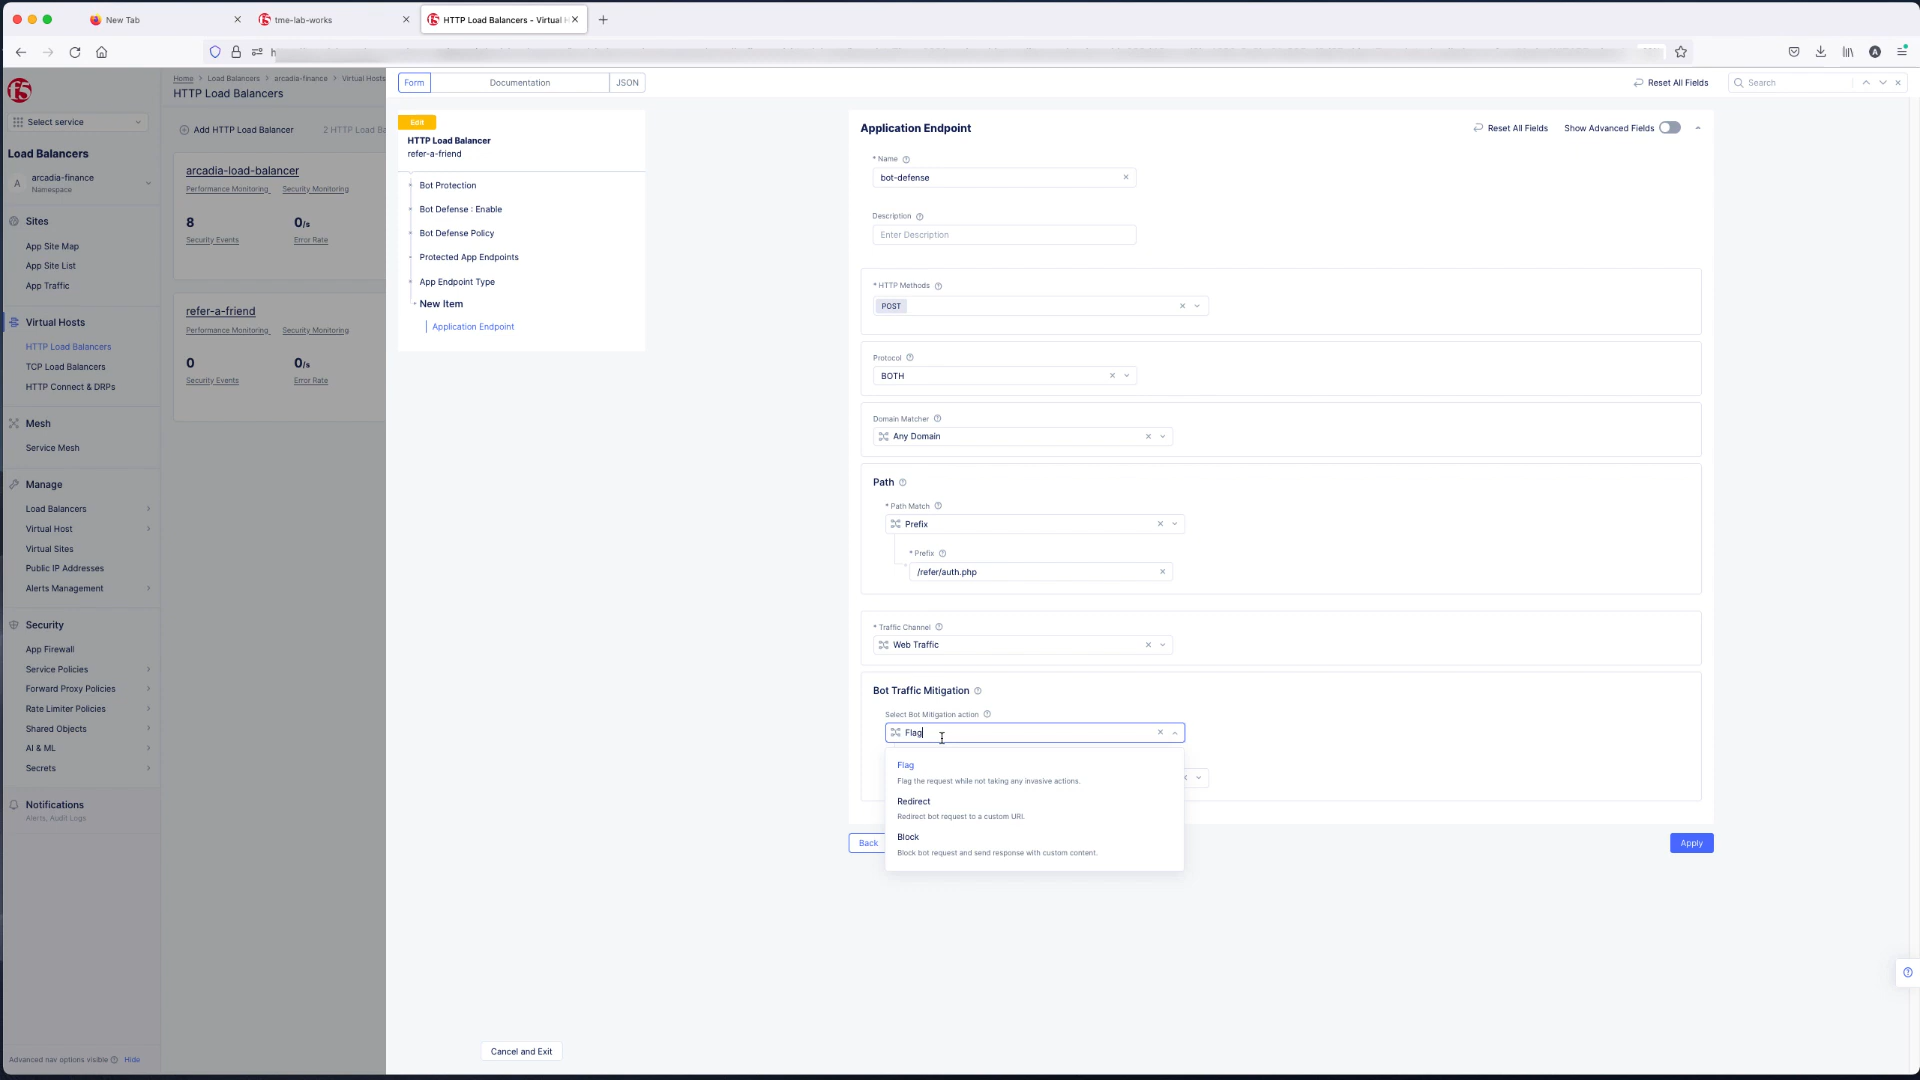 New Tab
tme-lab-works
HTTP Load Balancers - Virtual H
f5
Select service
Load Balancers
A
arcadia-finance
Namespace
Sites
App Site Map
App Site List
App Traffic
Virtual Hosts
HTTP Load Balancers
TCP Load Balancers
HTTP Connect & DRPs
Mesh
Service Mesh
Manage
Load Balancers
Virtual Host
Virtual Sites
Public IP Addresses
Alerts Management
Security
App Firewall
Service Policies
Forward Proxy Policies
Rate Limiter Policies
Shared Objects
AI & ML
Secrets
Notifications
Alerts, Audit Logs
Advanced nav options visible Hide
Home > Load Balancers > arcadia-finance > Virtual Hosts
HTTP Load Balancers
Add HTTP Load Balancer 2 HTTP Load Ba
arcadia-load-balancer
Performance Monitoring Security Monitoring
8 0/s
Security Events Error Rate
refer-a-friend
Performance Monitoring Security Monitoring
0 0/s
Security Events Error Rate
Form Documentation JSON
Reset All Fields
Search
Edit
HTTP Load Balancer
refer-a-friend
Bot Protection
Bot Defense : Enable
Bot Defense Policy
Protected App Endpoints
App Endpoint Type
New Item
Application Endpoint
Application Endpoint
Reset All Fields
Show Advanced Fields
* Name
bot-defense
Description
Enter Description
* HTTP Methods
POST
Protocol
BOTH
Domain Matcher
Any Domain
Path
* Path Match
Prefix
* Prefix
/refer/auth.php
* Traffic Channel
Web Traffic
Bot Traffic Mitigation
Select Bot Mitigation action
Flag
Flag
Flag the request while not taking any invasive actions.
Redirect
Redirect bot request to a custom URI.
Block
Block bot request and send response with custom content.
Back
Apply
Cancel and Exit